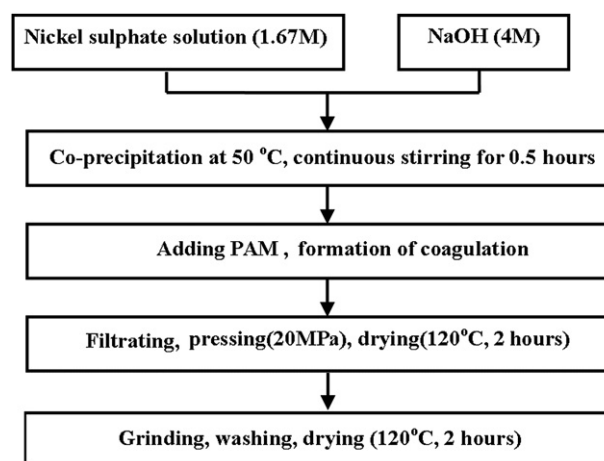 Nickel sulphate solution (1.67M)
NaOH (4M)
Co-precipitation at 50 °C, continuous stirring for 0.5 hours
Adding PAM , formation of coagulation
Filtrating, pressing(20MPa), drying(120°C, 2 hours)
Grinding, washing, drying (120°C, 2 hours)